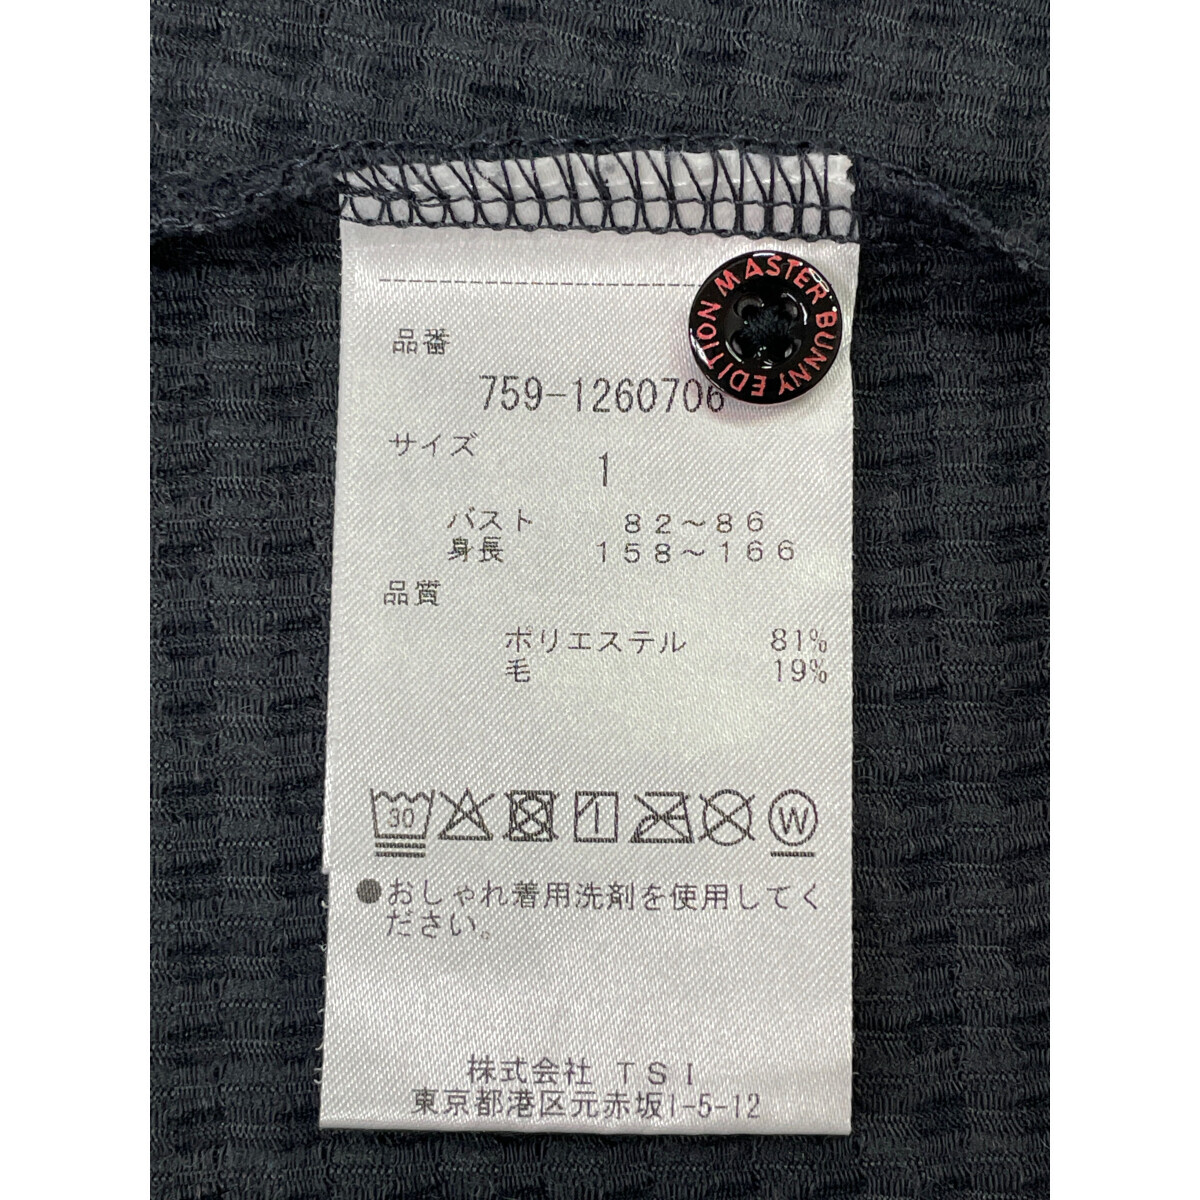 品番
MASTER BUNNY EDITION
759-1260706
サイズ
1
バスト 82～86
身長 158～166
品質
ポリエステル 81%
毛 19%
30
W
●おしゃれ着用洗剤を使用してく
ださい。
株式会社 TSI
東京都港区元赤坂1-5-12